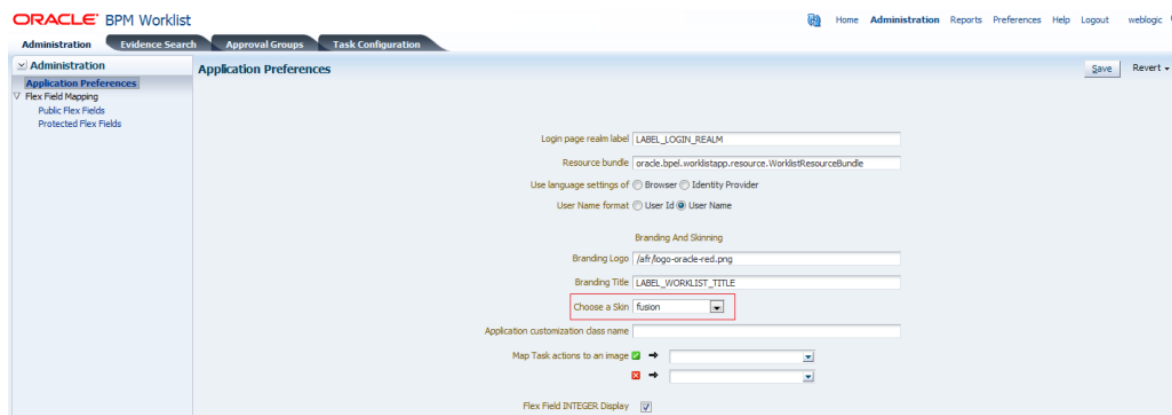 ORACLE BPM Worklist
Home Administration Reports Preferences Help Logout weblogic
Administration Evidence Search Approval Groups Task Configuration
Administration
Application Preferences
Flex Field Mapping
Public Flex Fields
Protected Flex Fields
Application Preferences
Save Revert
Login page realm label LABEL_LOGIN_REALM
Resource bundle oracle.bpel.worklistapp.resource.WorklistResourceBundle
Use language settings of Browser Identity Provider
User Name format User Id User Name
Branding And Skinning
Branding Logo /afr/logo-oracle-red.png
Branding Title LABEL_WORKLIST_TITLE
Choose a Skin fusion
Application customization class name
Map Task actions to an image
Flex Field INTEGER Display